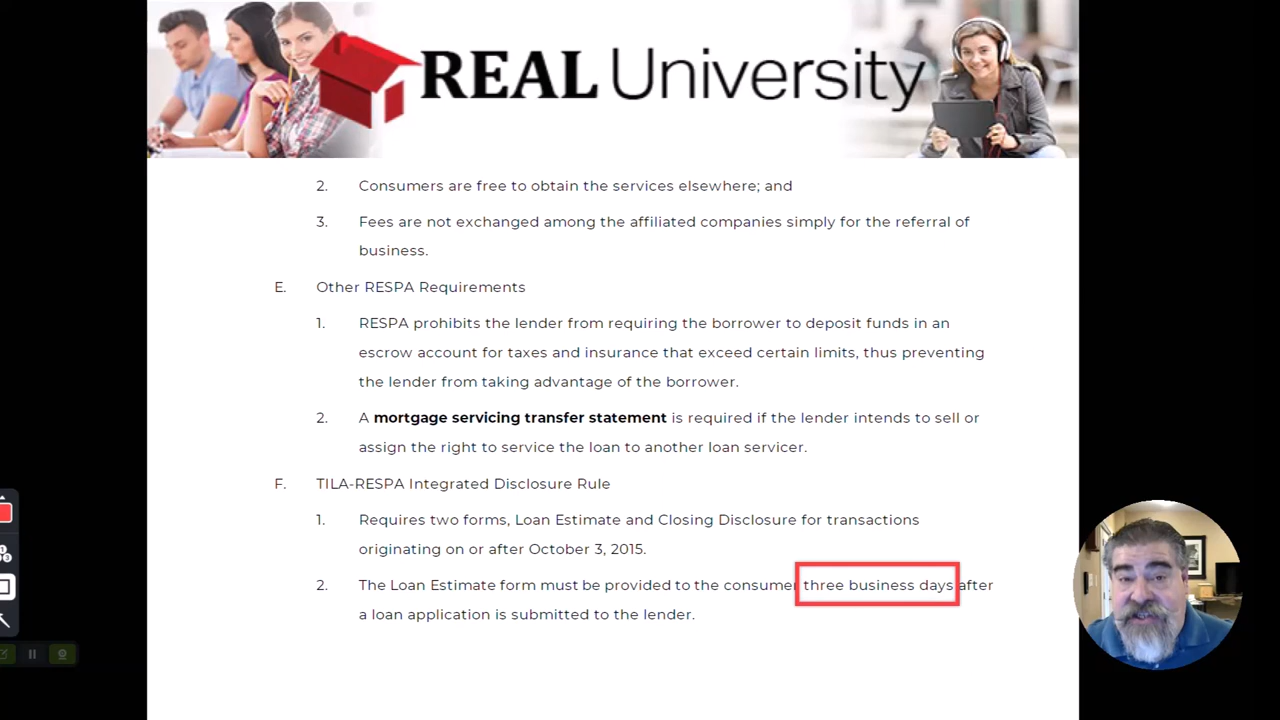 REAL University
2. Consumers are free to obtain the services elsewhere; and
3. Fees are not exchanged among the affiliated companies simply for the referral of
business.
E. Other RESPA Requirements
1. RESPA prohibits the lender from requiring the borrower to deposit funds in an
escrow account for taxes and insurance that exceed certain limits, thus preventing
the lender from taking advantage of the borrower.
2. A mortgage servicing transfer statement is required if the lender intends to sell or
assign the right to service the loan to another loan servicer.
F. TILA-RESPA Integrated Disclosure Rule
1. Requires two forms, Loan Estimate and Closing Disclosure for transactions
originating on or after October 3, 2015.
2. The Loan Estimate form must be provided to the consumer three business days after
a loan application is submitted to the lender.